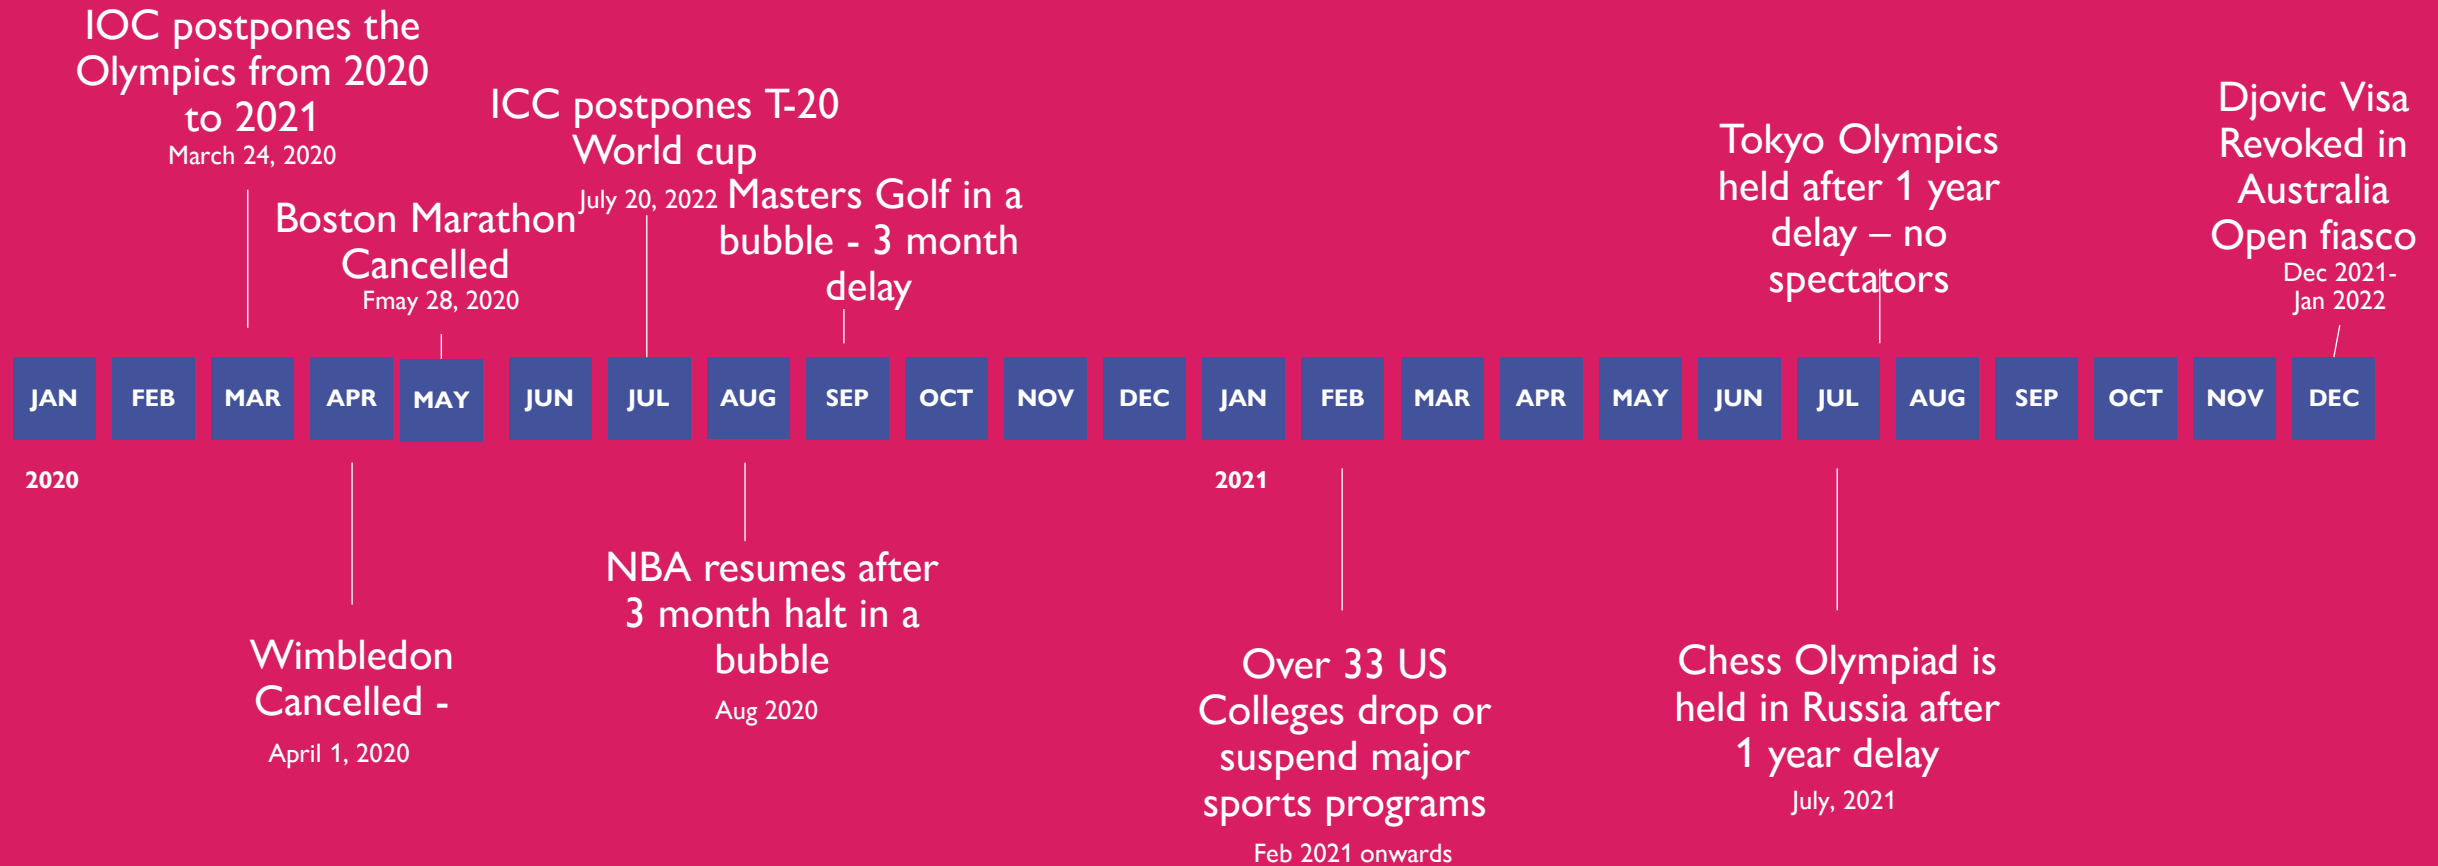 IOC postpones the
Olympics from 2020
to 2021
March 24, 2020
Boston Marathon
Cancelled
Fmay 28, 2020
ICC postpones T-20
World cup
July 20, 2022
Masters Golf in a
bubble - 3 month
delay
Tokyo Olympics
held after 1 year
delay – no
spectators
Djovic Visa
Revoked in
Australia
Open fiasco
Dec 2021-
Jan 2022
JAN FEB MAR APR MAY JUN JUL AUG SEP OCT NOV DEC JAN FEB MAR APR MAY JUN JUL AUG SEP OCT NOV DEC
2020 2021
Wimbledon
Cancelled -
April 1, 2020
NBA resumes after
3 month halt in a
bubble
Aug 2020
Over 33 US
Colleges drop or
suspend major
sports programs
Feb 2021 onwards
Chess Olympiad is
held in Russia after
1 year delay
July, 2021